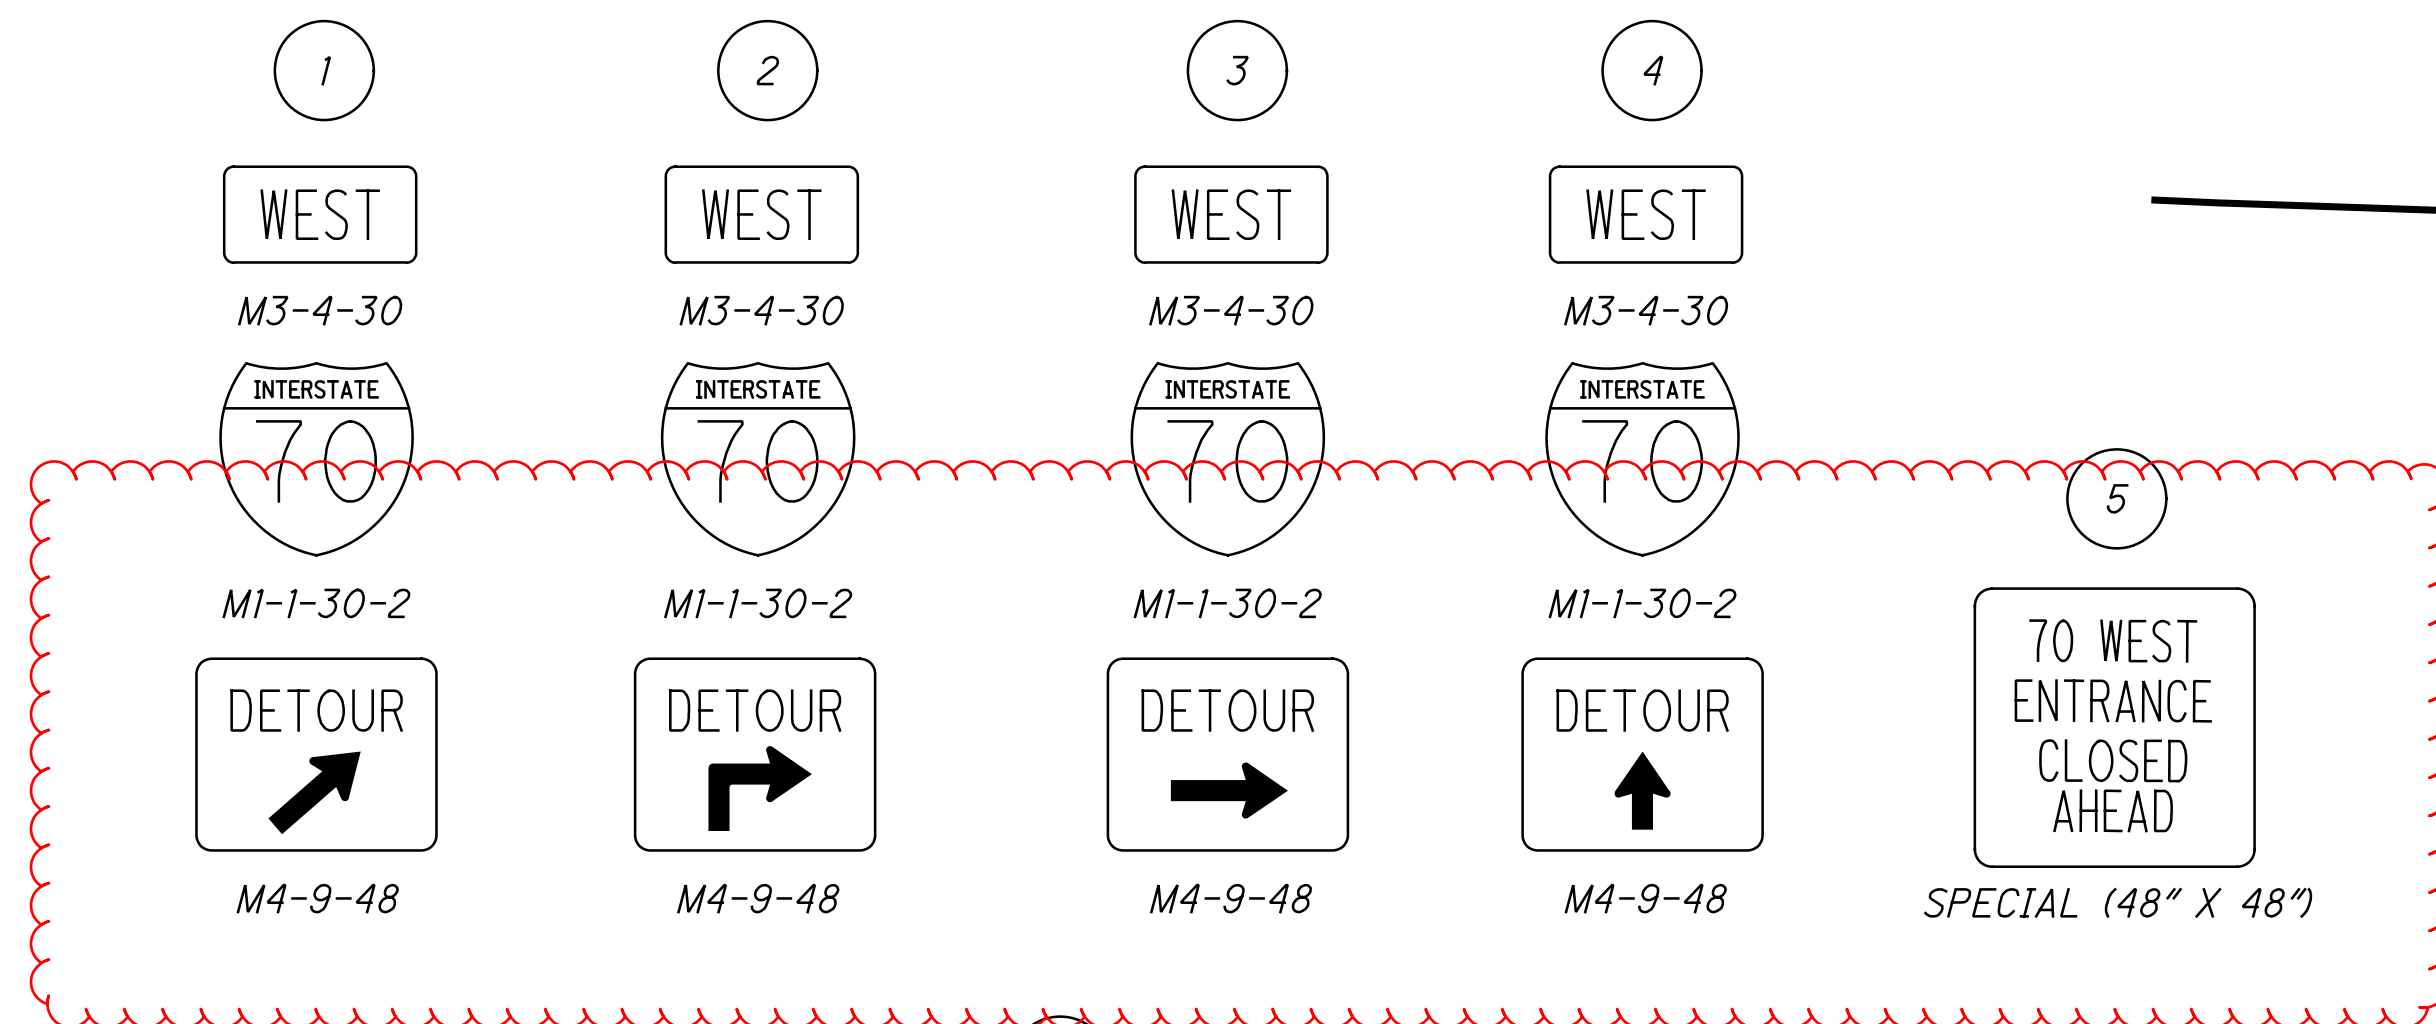 1
2
3
4
WEST
WEST
WEST
WEST
M3-4-30
M3-4-30
M3-4-30
M3-4-30
INTERSTATE
INTERSTATE
INTERSTATE
INTERSTATE
70
70
70
70
5
M1-1-30-2
M1-1-30-2
M1-1-30-2
M1-1-30-2
70 WEST
ENTRANCE
CLOSED
AHEAD
DETOUR
DETOUR
DETOUR
DETOUR
M4-9-48
M4-9-48
M4-9-48
M4-9-48
SPECIAL (48" X 48")